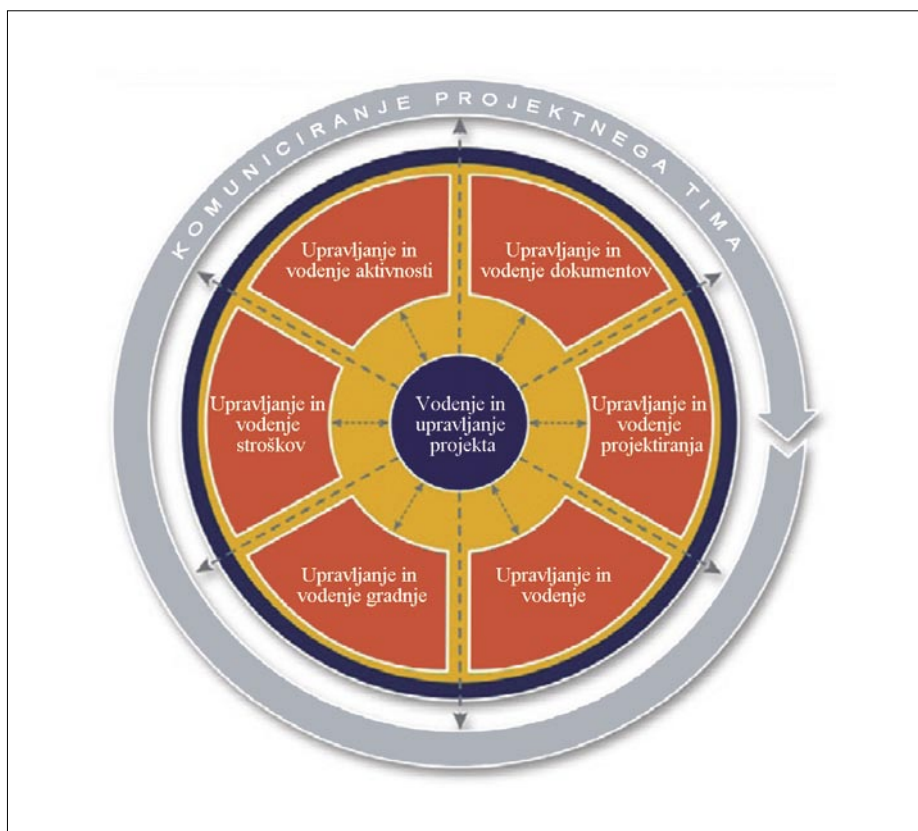 KOMUNICIRANJE PROJEKTNEGA TIMA
Upravljanje in
vodenje aktivnosti
Upravljanje in
vodenje dokumentov
Upravljanje in
vodenje
stroškov
Vodenje in
upravljanje
projekta
Upravljanje in
vodenje
projektiranja
Upravljanje in
vodenje gradnje
Upravljanje in
vodenje